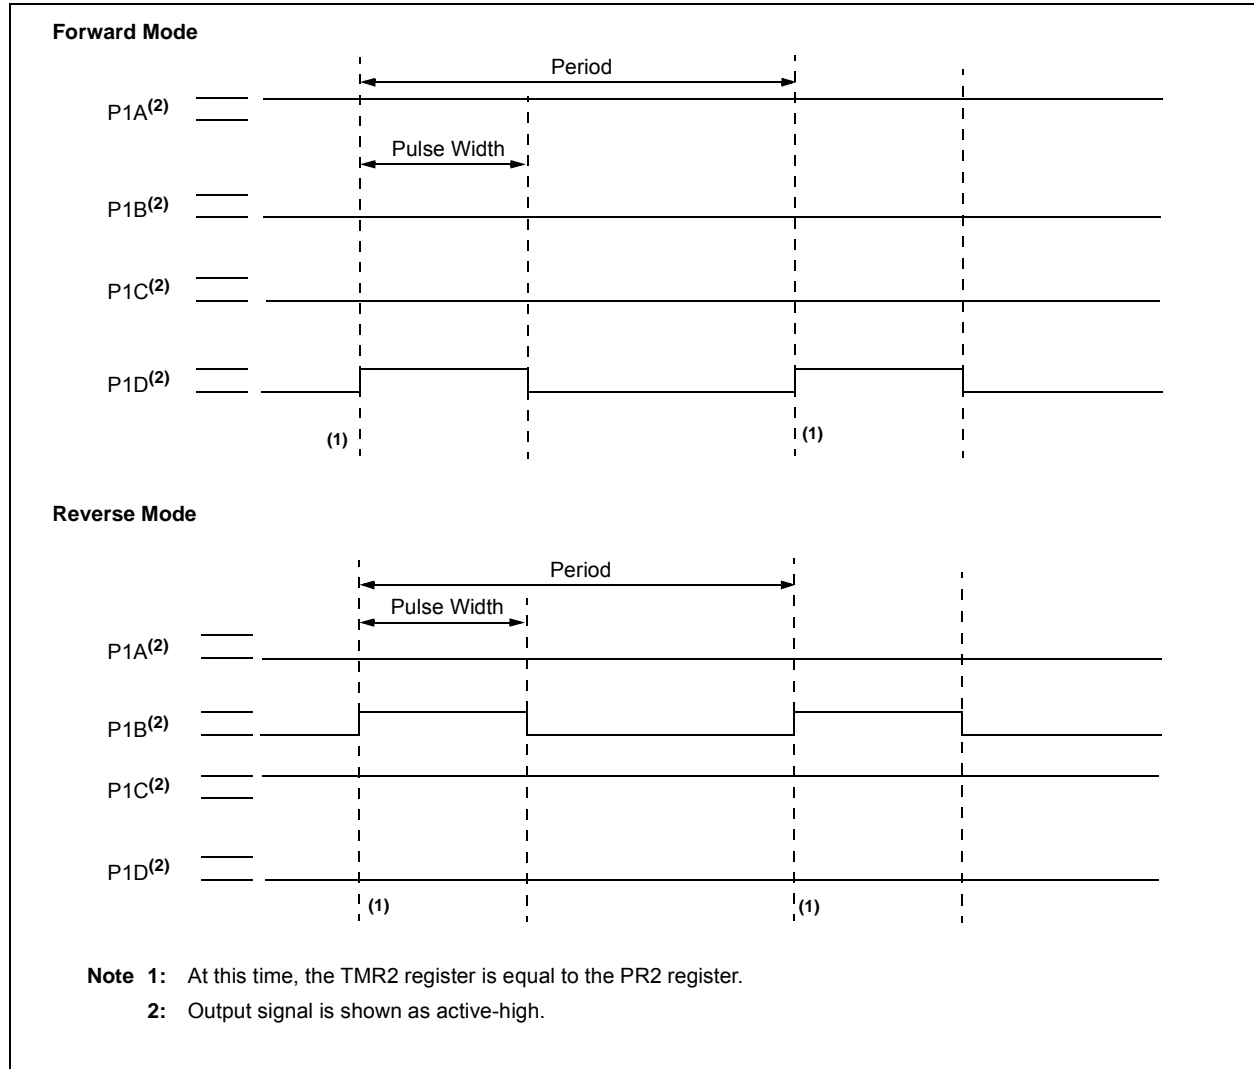 Forward Mode
Period
P1A(2)
Pulse Width
P1B(2)
P1C(2)
P1D(2)
(1)
(1)
Reverse Mode
Period
Pulse Width
P1A(2)
P1B(2)
P1C(2)
P1D(2)
(1)
(1)
Note 1: At this time, the TMR2 register is equal to the PR2 register.
2: Output signal is shown as active-high.